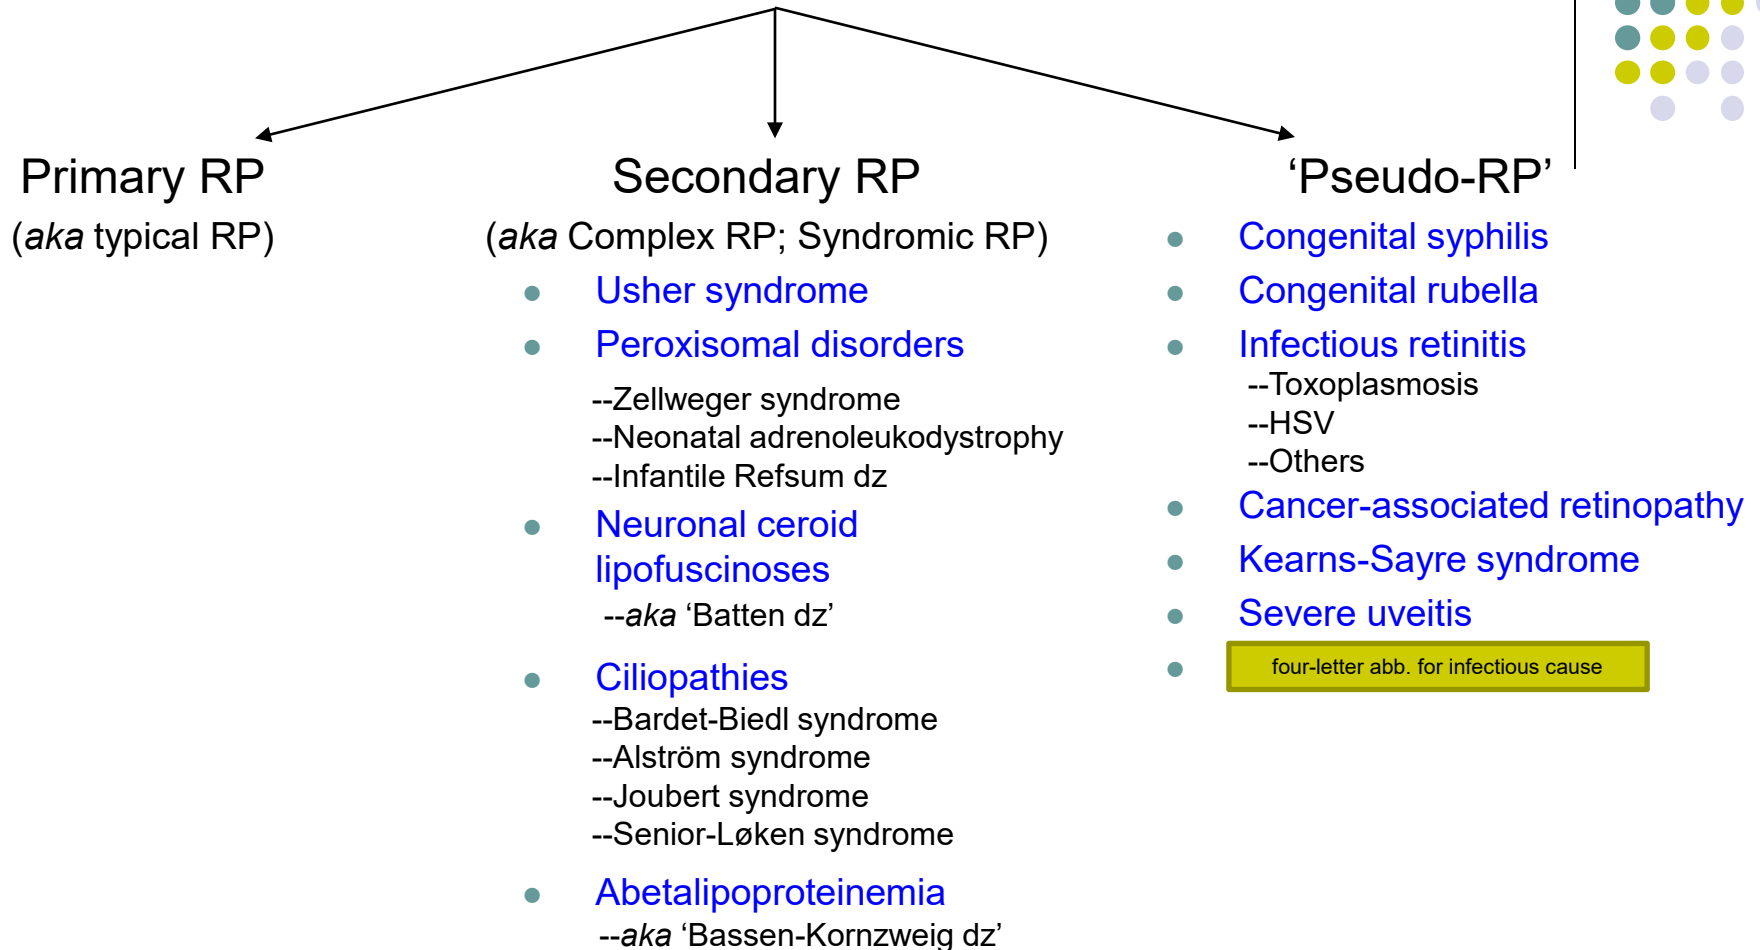 Primary RP
(aka typical RP)
Secondary RP
(aka Complex RP; Syndromic RP)
● Usher syndrome
● Peroxisomal disorders
--Zellweger syndrome
--Neonatal adrenoleukodystrophy
--Infantile Refsum dz
● Neuronal ceroid
lipofuscinoses
--aka ‘Batten dz’
● Ciliopathies
--Bardet-Biedl syndrome
--Alström syndrome
--Joubert syndrome
--Senior-Løken syndrome
● Abetalipoproteinemia
--aka ‘Bassen-Kornzweig dz’
‘Pseudo-RP’
● Congenital syphilis
● Congenital rubella
● Infectious retinitis
--Toxoplasmosis
--HSV
--Others
● Cancer-associated retinopathy
● Kearns-Sayre syndrome
● Severe uveitis
● four-letter abb. for infectious cause